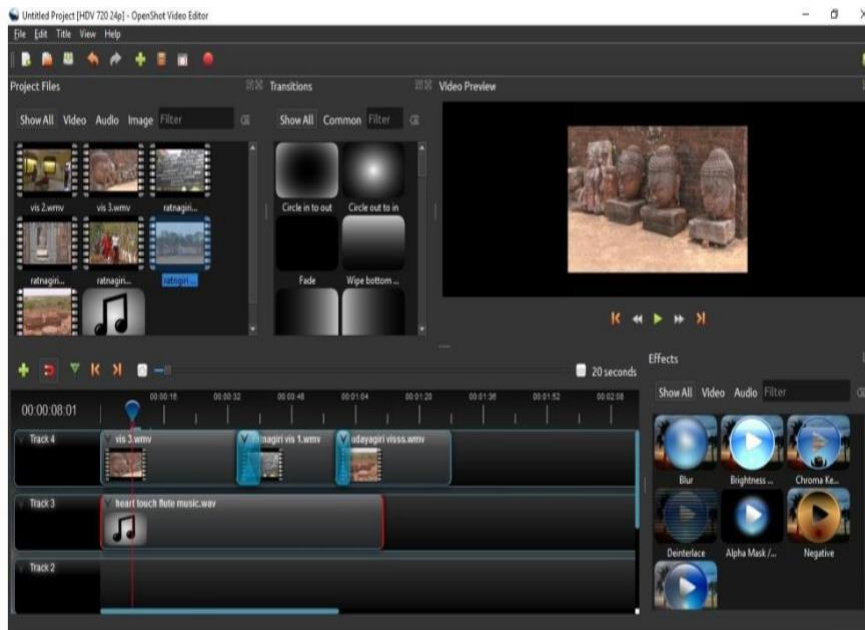 Untitled Project [HDV 720 24p] - OpenShot Video Editor
File Edit Title View Help
Project Files
Show All Video Audio Image Filter
vis 2.wmv vis 3.wmv ratnagiri...
ratnagiri... ratnagiri... ratnagiri...
Transitions
Show All Common Filter
Circle in to out Circle out to in
Fade Wipe bottom ...
Video Preview
20 seconds
00:00:08:01
00:00:16 00:00:32 00:00:48 00:01:04 00:01:20 00:01:36 00:01:52 00:02:08
Track 4
vis 3.wmv
tnagiri vis 1.wmv
udayagiri visss.wmv
Track 3
heart touch flute music.wav
Track 2
Effects
Show All Video Audio Filter
Blur Brightness ... Chroma Ke...
Deinterlace Alpha Mask /... Negative